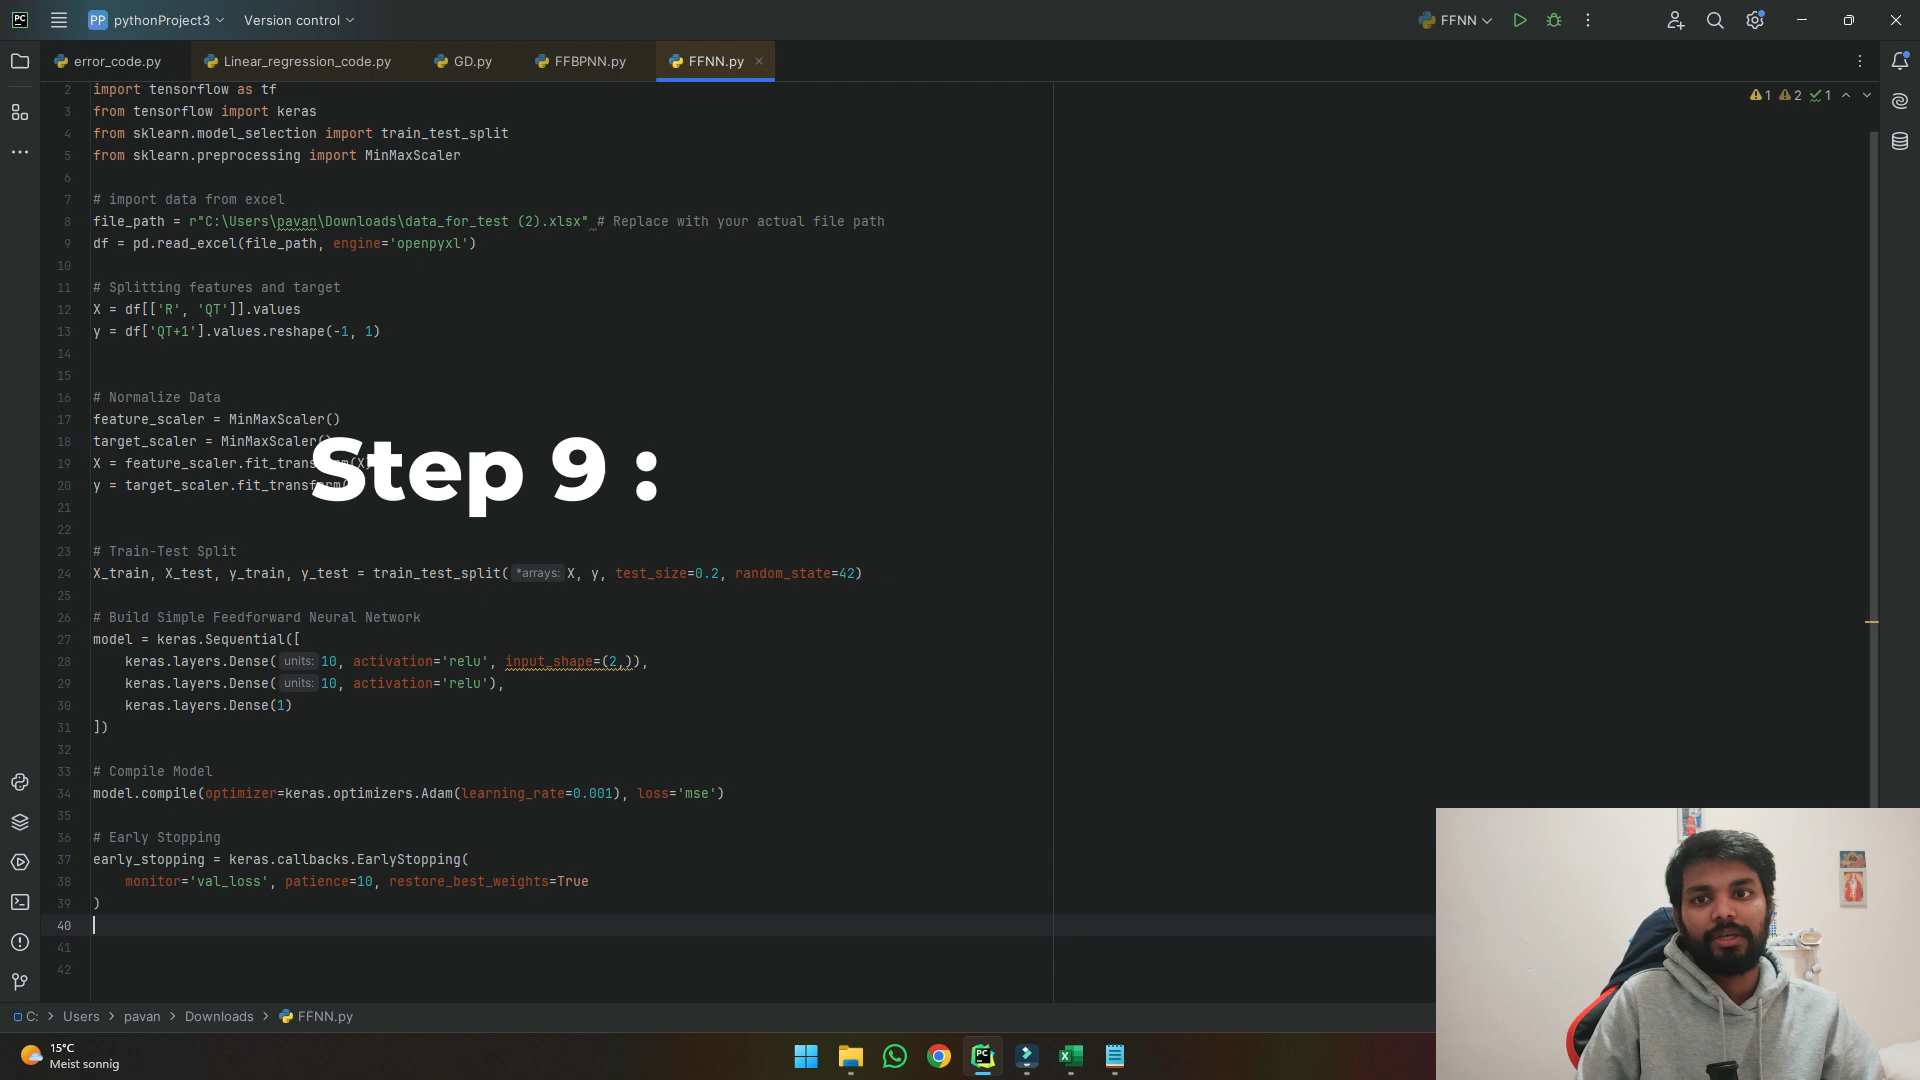 PC
PP pythonProject3
Version control
FFNN
error_code.py
Linear_regression_code.py
GD.py
FFBPNN.py
FFNN.py
1 2 1
2 import tensorflow as tf
3 from tensorflow import keras
4 from sklearn.model_selection import train_test_split
5 from sklearn.preprocessing import MinMaxScaler
6
7 # import data from excel
8 file_path = r"C:\Users\pavan\Downloads\data_for_test (2).xlsx" # Replace with your actual file path
9 df = pd.read_excel(file_path, engine='openpyxl')
10
11 # Splitting features and target
12 X = df[['R', 'QT']].values
13 y = df['QT+1'].values.reshape(-1, 1)
14
15
16 # Normalize Data
17 feature_scaler = MinMaxScaler()
18 target_scaler = MinMaxScaler()
19 X = feature_scaler.fit_transform(X)
Step 9 :
20 y = target_scaler.fit_transform(
21
22
23 # Train-Test Split
24 X_train, X_test, y_train, y_test = train_test_split( *arrays: X, y, test_size=0.2, random_state=42)
25
26 # Build Simple Feedforward Neural Network
27 model = keras.Sequential([
28 keras.layers.Dense( units: 10, activation='relu', input_shape=(2,)),
29 keras.layers.Dense( units: 10, activation='relu'),
30 keras.layers.Dense(1)
31 ])
32
33 # Compile Model
34 model.compile(optimizer=keras.optimizers.Adam(learning_rate=0.001), loss='mse')
35
36 # Early Stopping
37 early_stopping = keras.callbacks.EarlyStopping(
38 monitor='val_loss', patience=10, restore_best_weights=True
39 )
40
41
42
C: > Users > pavan > Downloads > FFNN.py
15°C
Meist sonnig
PC